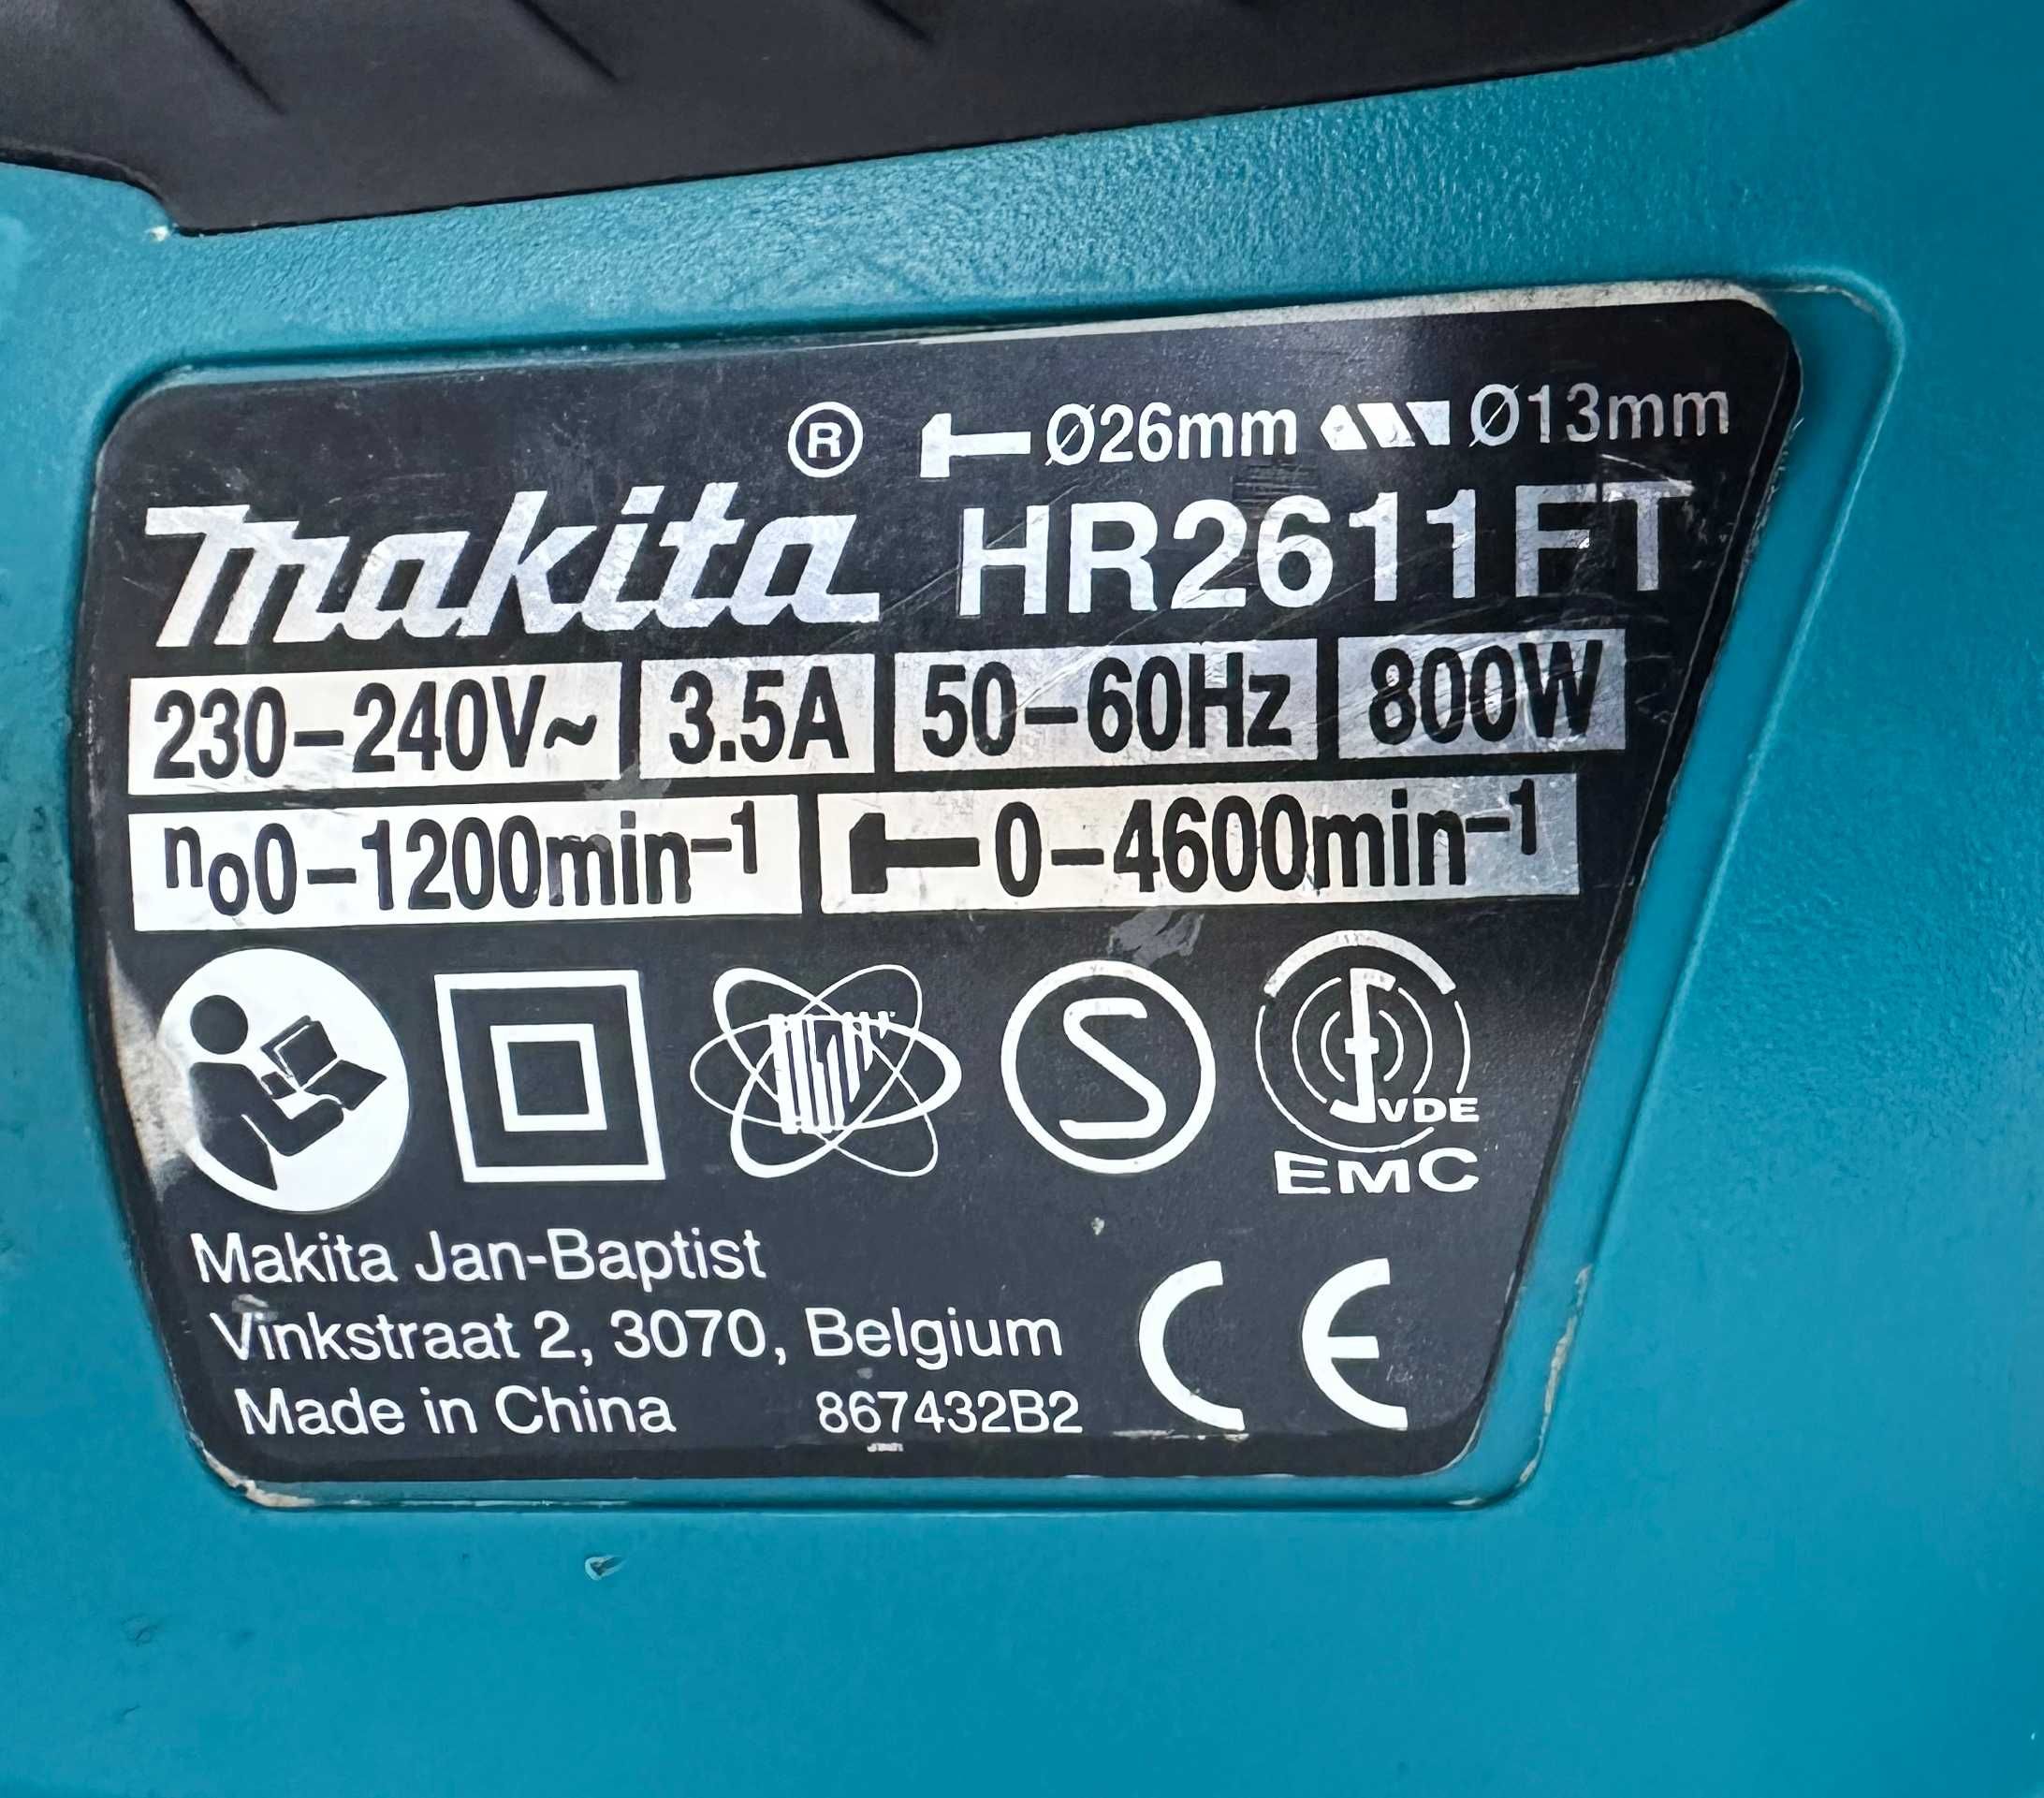 ® Ø26mm Ø13mm
makita HR2611FT
230–240V~ 3.5A 50–60Hz 800W
n₀0–1200min⁻¹ 0–4600min⁻¹
S
VDE
EMC
Makita Jan-Baptist
Vinkstraat 2, 3070, Belgium
Made in China 867432B2
CE